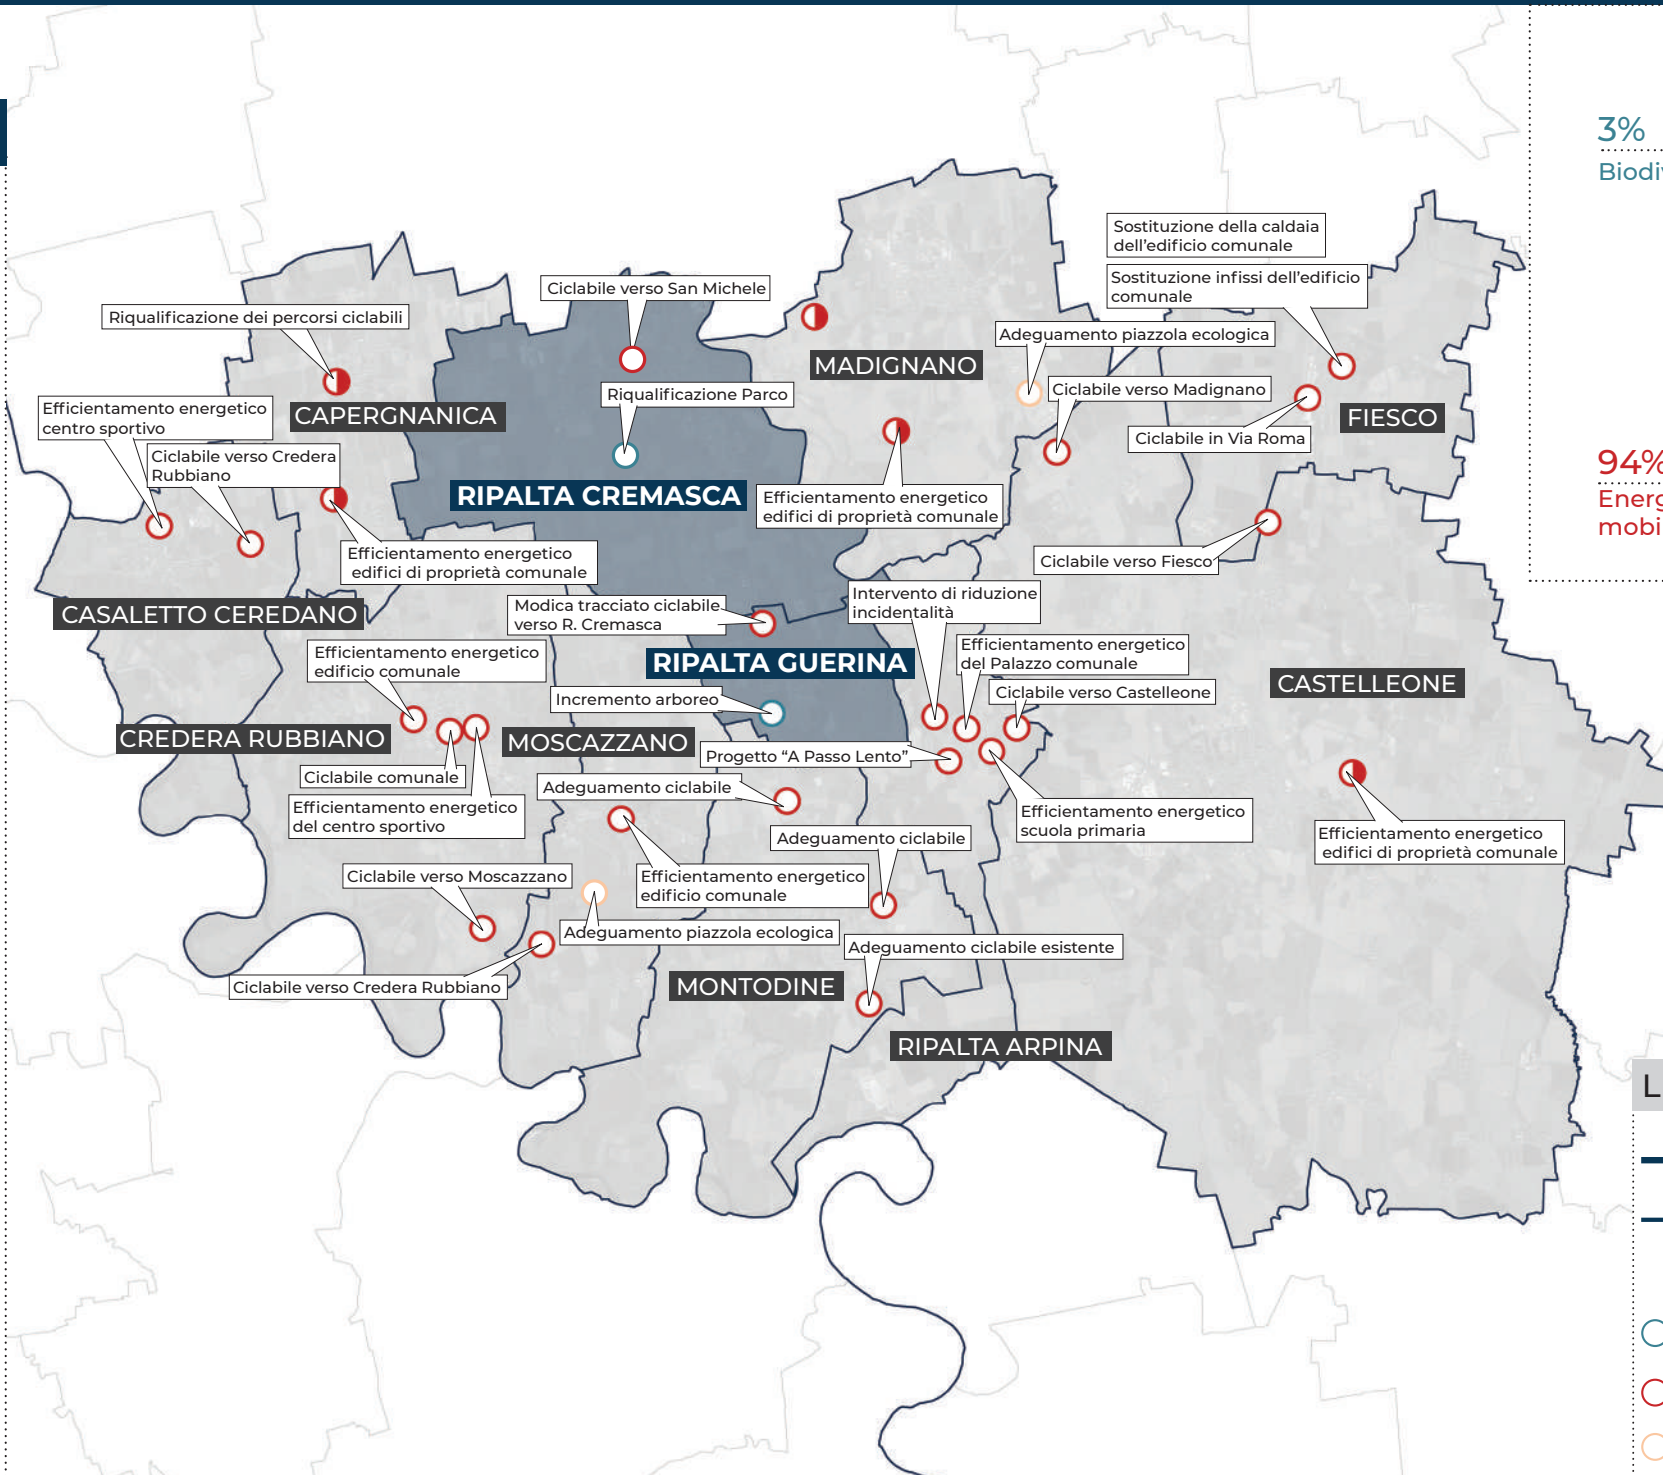 3%
Biodiv
Sostituzione della caldaia
dell'edificio comunale
Sostituzione infissi dell'edificio
comunale
Ciclabile verso San Michele
Riqualificazione dei percorsi ciclabili
Adeguamento piazzola ecologica
MADIGNANO
Ciclabile verso Madignano
Riqualificazione Parco
CAPERGNANICA
Efficientamento energetico
centro sportivo
FIESCO
Ciclabile in Via Roma
Ciclabile verso Credera
Rubbiano
94%
Energ
mobi
RIPALTA CREMASCA
Efficientamento energetico
edifici di proprietà comunale
Efficientamento energetico
edifici di proprietà comunale
Ciclabile verso Fiesco
CASALETTO CEREDANO
Modica tracciato ciclabile
verso R. Cremasca
Intervento di riduzione
incidentalità
Efficientamento energetico
edificio comunale
RIPALTA GUERINA
Efficientamento energetico
del Palazzo comunale
CASTELLEONE
Incremento arboreo
Ciclabile verso Castelleone
CREDERA RUBBIANO
MOSCAZZANO
Progetto “A Passo Lento”
Ciclabile comunale
Adeguamento ciclabile
Efficientamento energetico
del centro sportivo
Efficientamento energetico
scuola primaria
Adeguamento ciclabile
Efficientamento energetico
edifici di proprietà comunale
Ciclabile verso Moscazzano
Efficientamento energetico
edificio comunale
Adeguamento piazzola ecologica
Adeguamento ciclabile esistente
Ciclabile verso Credera Rubbiano
MONTODINE
RIPALTA ARPINA
L